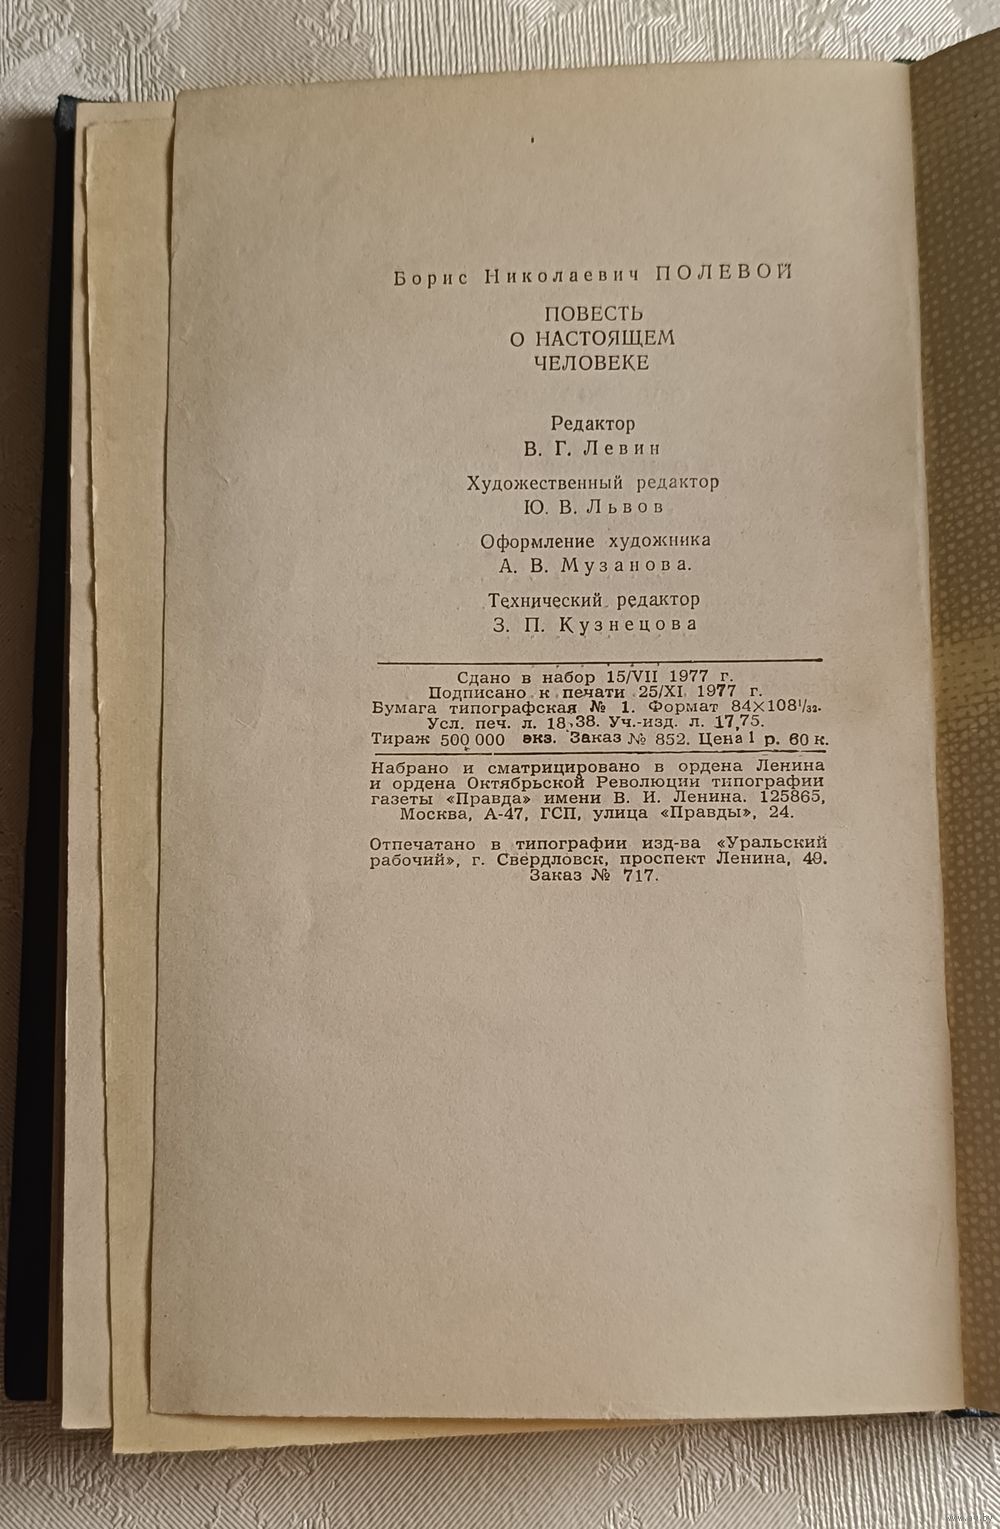 Борис Николаевич ПОЛЕВОЙ
ПОВЕСТЬ
О НАСТОЯЩЕМ
ЧЕЛОВЕКЕ
Редактор
В. Г. Левин
Художественный редактор
Ю. В. Львов
Оформление художника
А. В. Музанова.
Технический редактор
З. П. Кузнецова
Сдано в набор 15/VII 1977 г.
Подписано к печати 25/XI 1977 г.
Бумага типографская № 1. Формат 84×108¹/₃₂.
Усл. печ. л. 18,38. Уч.-изд. л. 17,75.
Тираж 500 000 экз. Заказ № 852. Цена 1 р. 60 к.
Набрано и сматрицировано в ордена Ленина
и ордена Октябрьской Революции типографии
газеты «Правда» имени В. И. Ленина. 125865,
Москва, А-47, ГСП, улица «Правды», 24.
Отпечатано в типографии изд-ва «Уральский
рабочий», г. Свердловск, проспект Ленина, 49.
Заказ № 717.